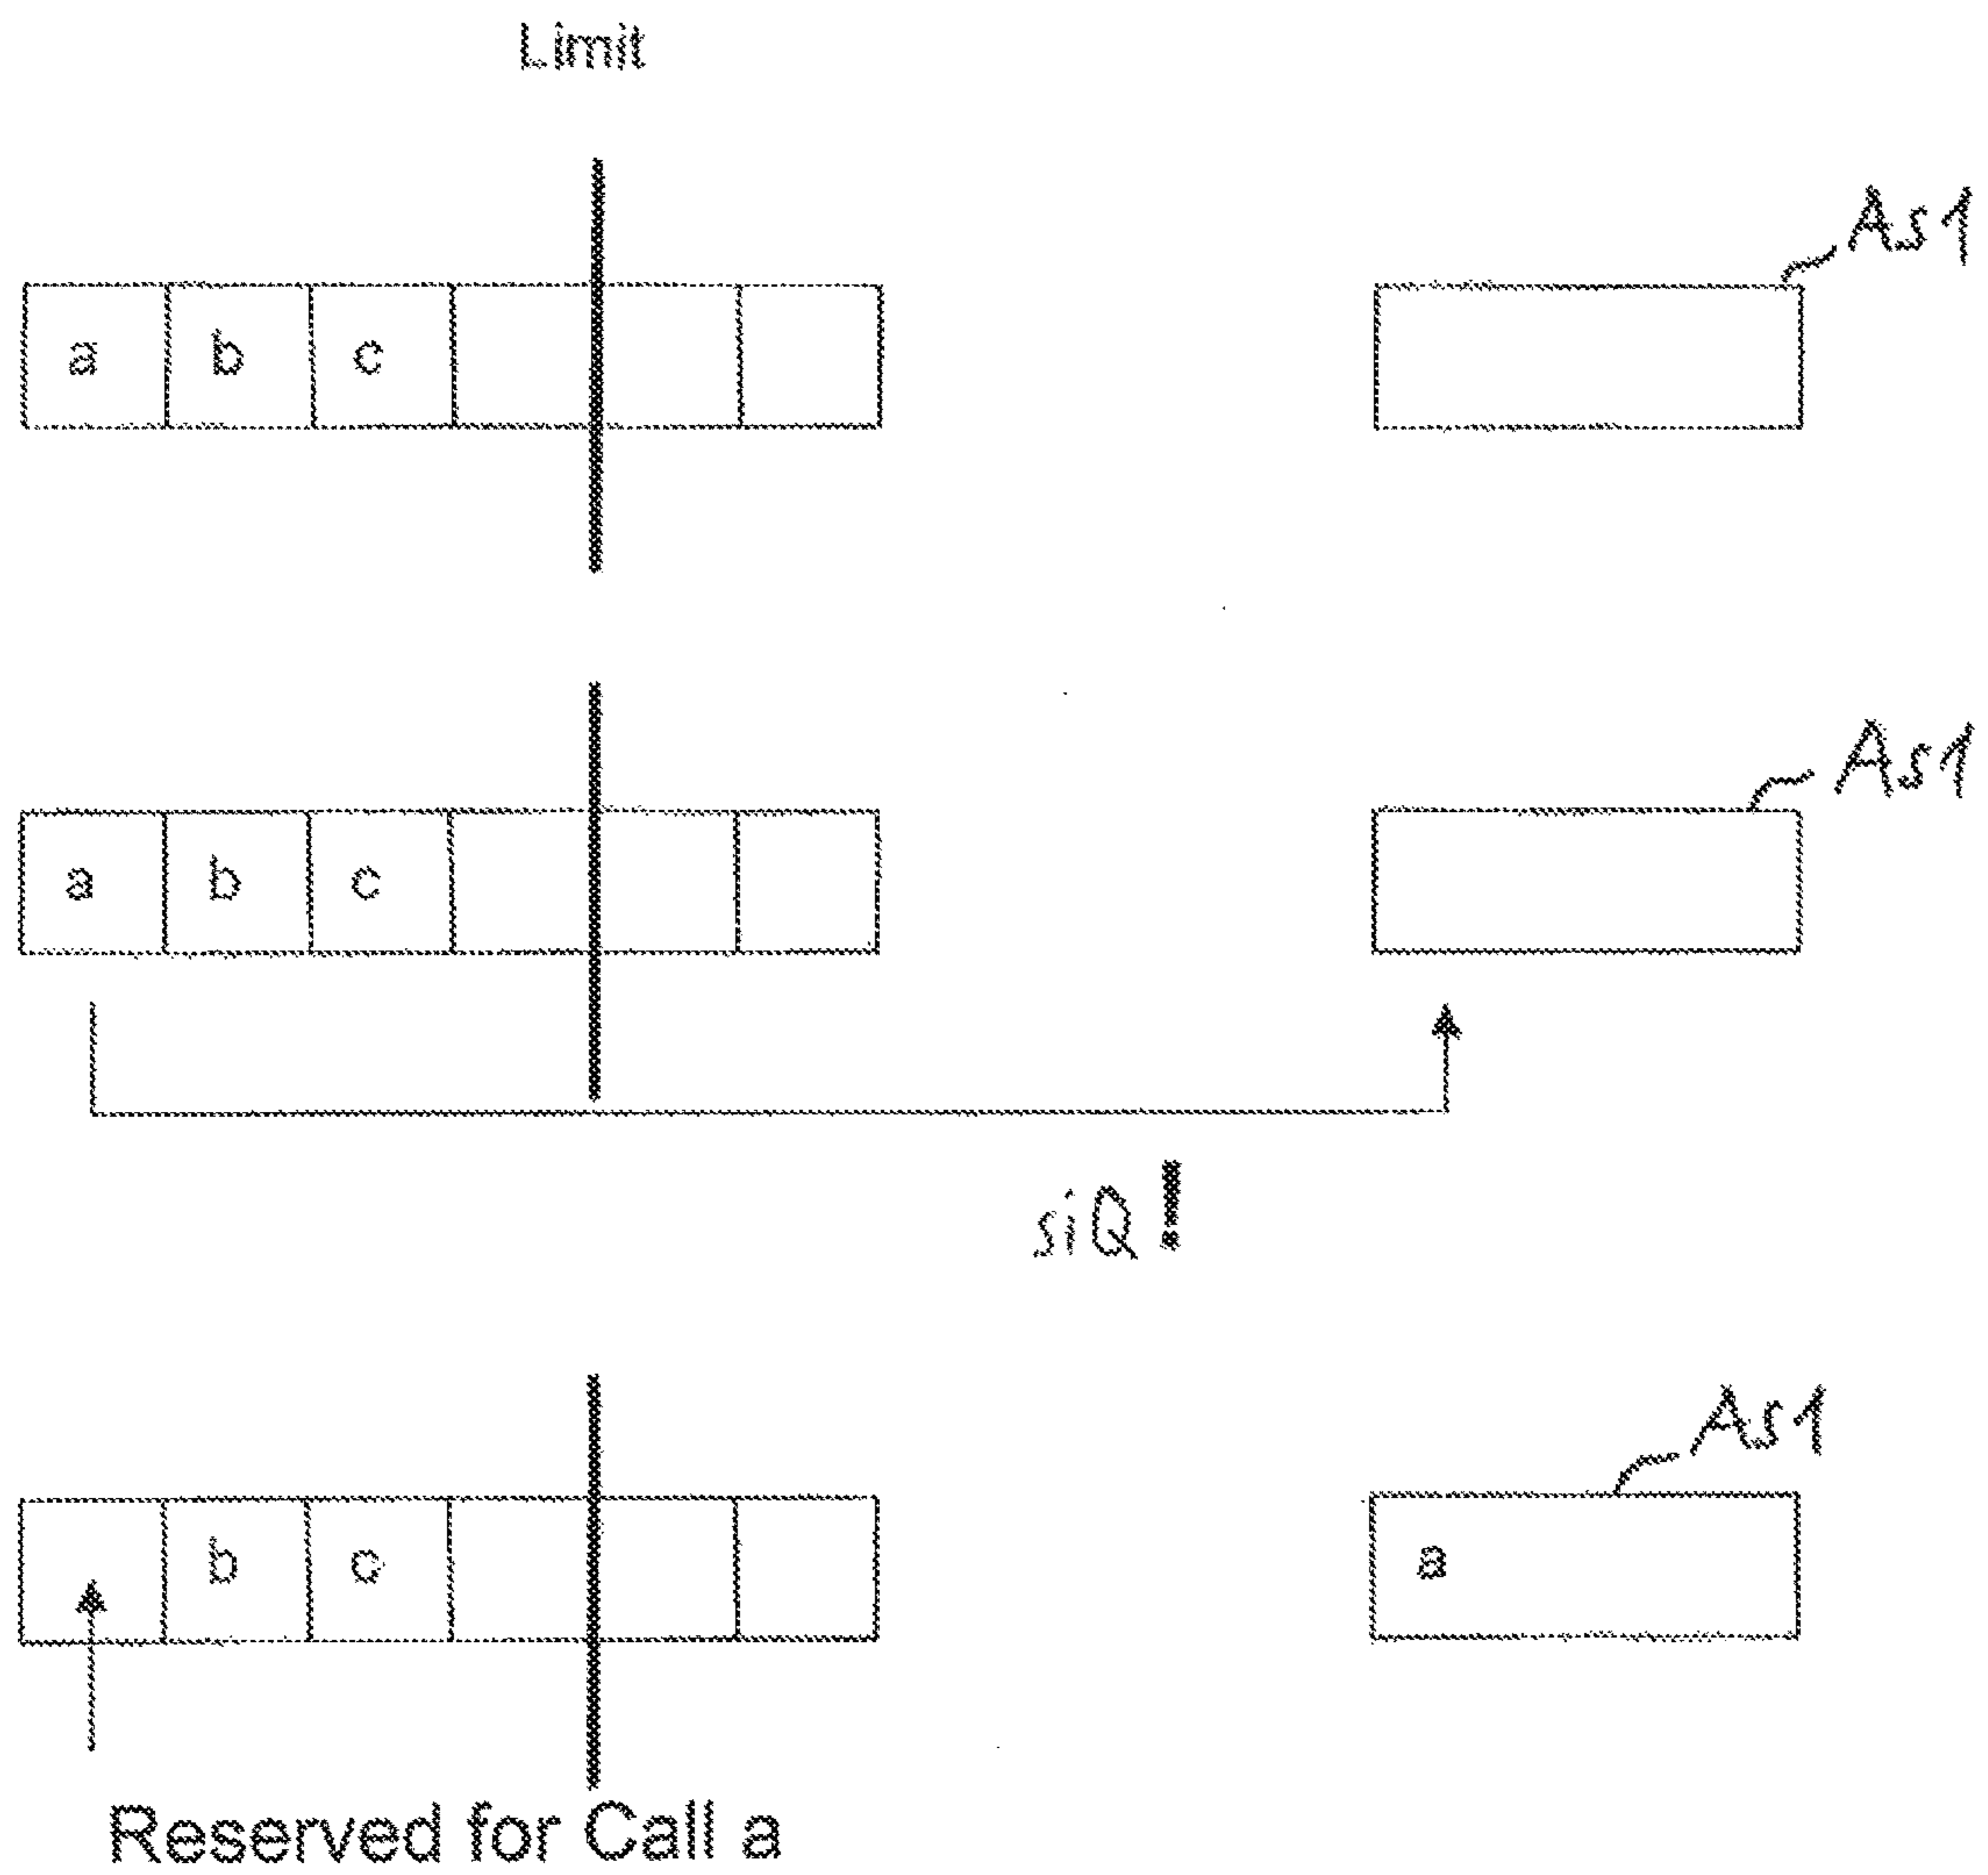 Limit
As1
a b c
As1
a b c
siQ!
As1
b c a
Reserved for Call a